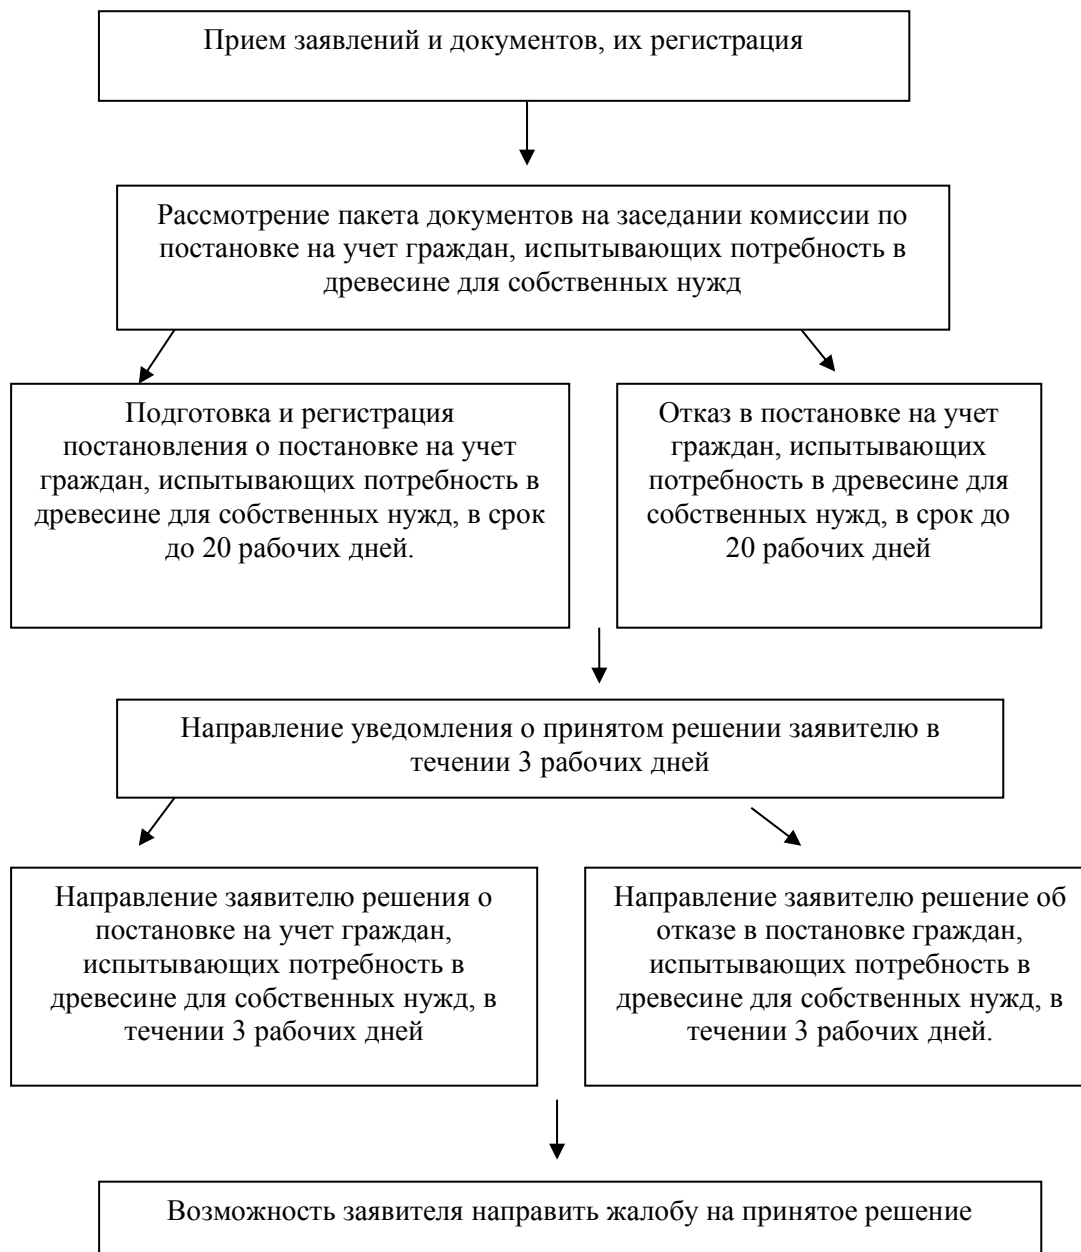 Прием заявлений и документов, их регистрация
Рассмотрение пакета документов на заседании комиссии по
постановке на учет граждан, испытывающих потребность в
древесине для собственных нужд
Подготовка и регистрация
постановления о постановке на учет
граждан, испытывающих потребность в
древесине для собственных нужд, в срок
до 20 рабочих дней.
Отказ в постановке на учет
граждан, испытывающих
потребность в древесине для
собственных нужд, в срок до
20 рабочих дней
Направление уведомления о принятом решении заявителю в
течении 3 рабочих дней
Направление заявителю решения о
постановке на учет граждан,
испытывающих потребность в
древесине для собственных нужд, в
течении 3 рабочих дней
Направление заявителю решение об
отказе в постановке граждан,
испытывающих потребность в
древесине для собственных нужд, в
течении 3 рабочих дней.
Возможность заявителя направить жалобу на принятое решение